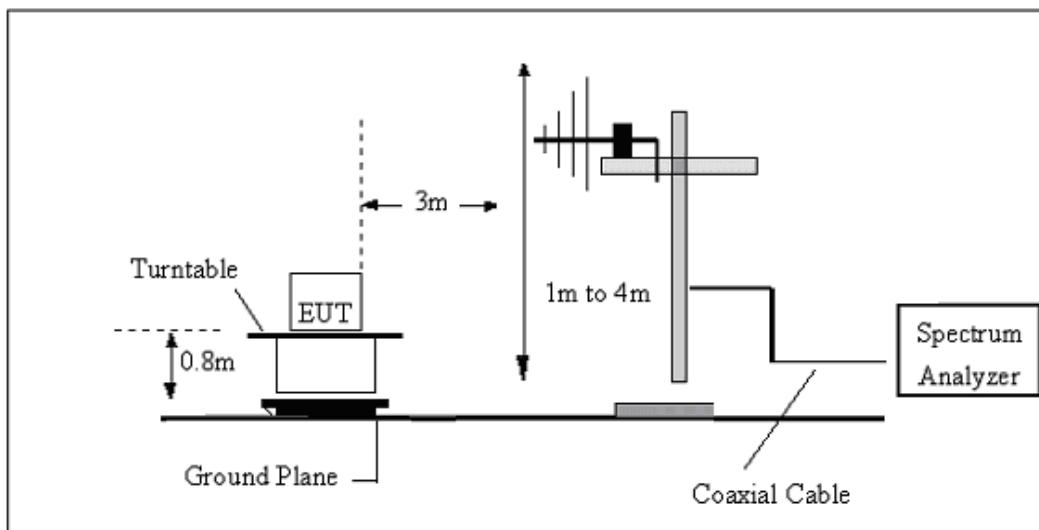 3m
Turntable
EUT
1m to 4m
0.8m
Spectrum
Analyzer
Ground Plane
Coaxial Cable